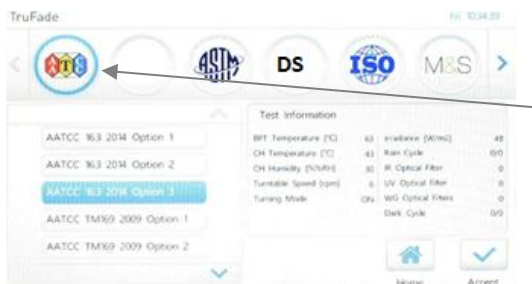 TruFade
Fri 10:34:39
ASTM DS ISO M&S
Test Information
AATCC 16.3 2014 Option 1
AATCC 16.3 2014 Option 2
AATCC 16.3 2014 Option 3
AATCC TM169 2009 Option 1
AATCC TM169 2009 Option 2
BPT Temperature [°C] 63
CH Temperature [°C] 43
CH Humidity [%RH] 30
Turntable Speed [rpm] 6
Turning Mode ON
Irradiance [W/m2] 48
Rain Cycle 0/0
IR Optical Filter 0
UV Optical Filter 0
WG Optical Filters 0
Dark Cycle 0/0
Home
Accept